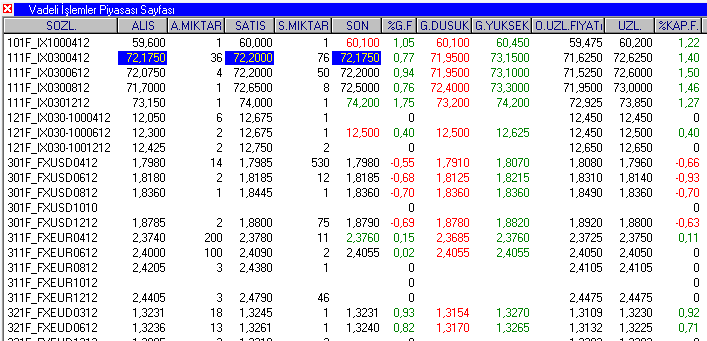 Vadeli İşlemler Piyasası Sayfası
SÖZL. ALIS A.MIKTAR SATIS S.MIKTAR SON %G.F G.DUSUK G.YUKSEK O.UZL.FIYATı UZL. %KAP.F.
101F_IX1000412 59,600 1 60,000 1 60,100 1,05 60,100 60,450 59,475 60,200 1,22
111F_IX0300412 72,1750 36 72,2000 76 72,1750 0,77 71,9500 73,1500 71,6250 72,6250 1,40
111F_IX0300612 72,0750 4 72,2000 50 72,2000 0,94 71,9500 73,1000 71,5250 72,6000 1,50
111F_IX0300812 71,7000 1 72,6500 8 72,5000 0,76 72,4000 73,3000 71,9500 73,0000 1,46
111F_IX0301212 73,150 1 74,000 1 74,200 1,75 73,200 74,200 72,925 73,850 1,27
121F_IX030-1000412 12,050 6 12,675 1 0 12,450 12,450 0
121F_IX030-1000612 12,300 2 12,675 1 12,500 0,40 12,500 12,625 12,450 12,500 0,40
121F_IX030-1001212 12,425 2 12,750 2 0 12,650 12,650 0
301F_FXUSD0412 1,7980 14 1,7985 530 1,7980 -0,55 1,7910 1,8070 1,8080 1,7960 -0,66
301F_FXUSD0612 1,8180 2 1,8185 12 1,8185 -0,68 1,8125 1,8215 1,8310 1,8140 -0,93
301F_FXUSD0812 1,8360 1 1,8445 1 1,8360 -0,70 1,8360 1,8360 1,8490 1,8360 -0,70
301F_FXUSD1010 0 0
301F_FXUSD1212 1,8785 2 1,8800 75 1,8790 -0,69 1,8780 1,8820 1,8920 1,8800 -0,63
311F_FXEUR0412 2,3740 200 2,3780 11 2,3760 0,15 2,3685 2,3760 2,3725 2,3750 0,11
311F_FXEUR0612 2,4000 100 2,4090 2 2,4055 0,02 2,4055 2,4055 2,4050 2,4050 0
311F_FXEUR0812 2,4205 3 2,4380 1 0 2,4105 2,4105 0
311F_FXEUR1012 0 0
311F_FXEUR1212 2,4405 3 2,4790 46 0 2,4475 2,4475 0
321F_FXEUD0312 1,3231 18 1,3245 1 1,3231 0,93 1,3154 1,3270 1,3109 1,3230 0,92
321F_FXEUD0612 1,3236 13 1,3261 1 1,3240 0,82 1,3170 1,3265 1,3132 1,3225 0,71